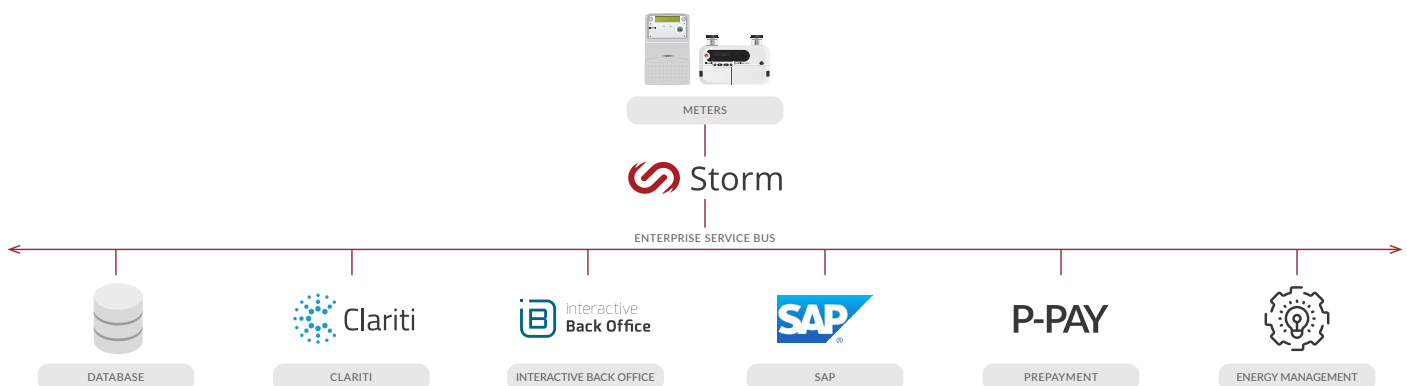 METERS
Storm
ENTERPRISE SERVICE BUS
Clariti
interactive
Back Office
SAP
®
P-PAY
DATABASE
CLARITI
INTERACTIVE BACK OFFICE
SAP
PREPAYMENT
ENERGY MANAGEMENT